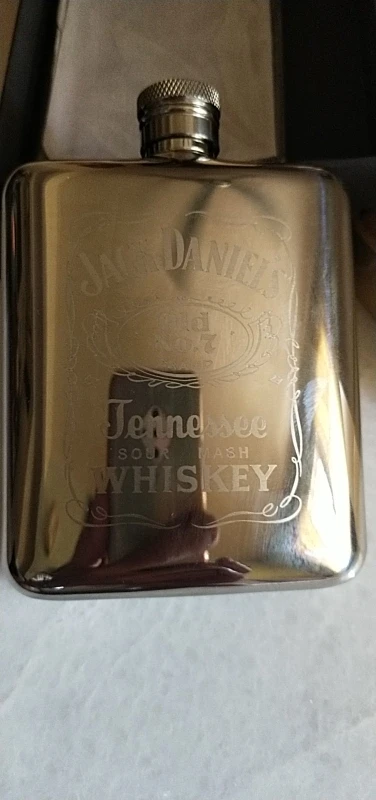 JACK DANIEL'S
Old
No. 7
Tennessee
SOUR MASH
WHISKEY